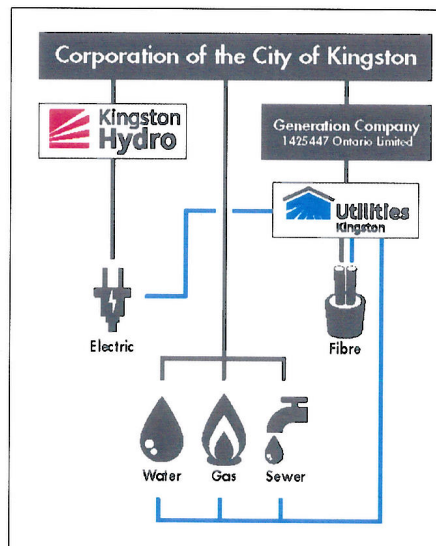 Corporation of the City of Kingston
Kingston
Hydro
Generation Company
1425447 Ontario Limited
Utilities
Kingston
Electric
Fibre
Water
Gas
Sewer